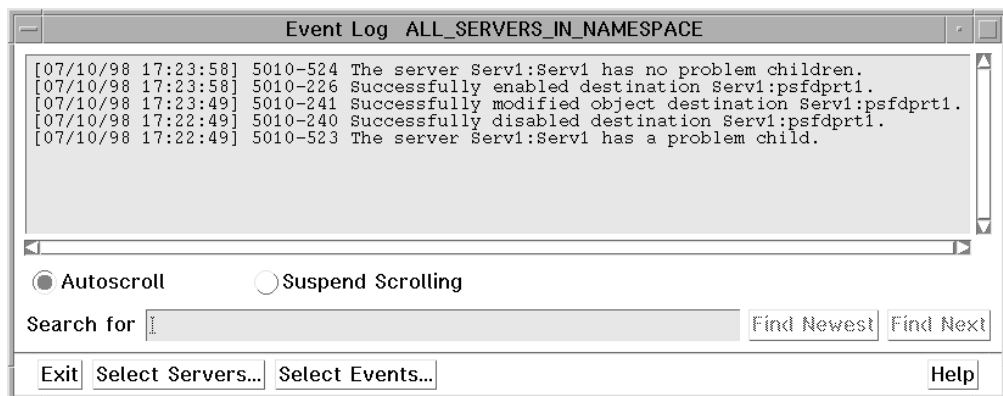 Event Log ALL_SERVERS_IN_NAMESPACE
[07/10/98 17:23:58] 5010-524 The server Serv1:Serv1 has no problem children.
[07/10/98 17:23:58] 5010-226 Successfully enabled destination Serv1:psfdprt1.
[07/10/98 17:23:49] 5010-241 Successfully modified object destination Serv1:psfdprt1.
[07/10/98 17:22:49] 5010-240 Successfully disabled destination Serv1:psfdprt1.
[07/10/98 17:22:49] 5010-523 The server Serv1:Serv1 has a problem child.
Autoscroll Suspend Scrolling
Search for Find Newest Find Next
Exit Select Servers... Select Events... Help